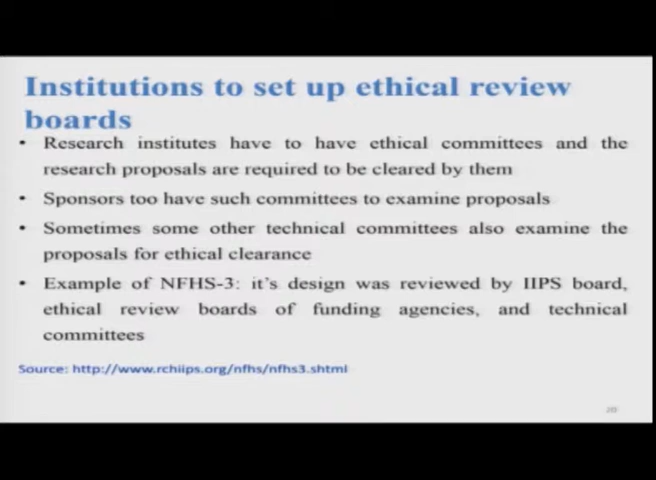 Institutions to set up ethical review
boards
• Research institutes have to have ethical committees and the
research proposals are required to be cleared by them
• Sponsors too have such committees to examine proposals
• Sometimes some other technical committees also examine the
proposals for ethical clearance
• Example of NFHS-3: it's design was reviewed by IIPS board,
ethical review boards of funding agencies, and technical
committees
Source: http://www.rchiips.org/nfhs/nfhs3.shtml